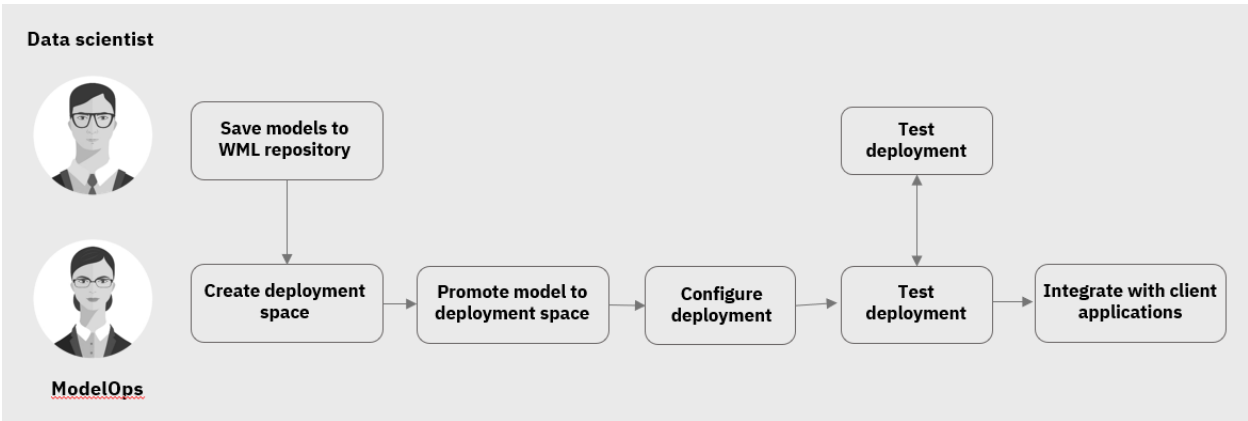 Data scientist
Save models to
WML repository
Test
deployment
Create deployment
space
Promote model to
deployment space
Configure
deployment
Test
deployment
Integrate with client
applications
ModelOps